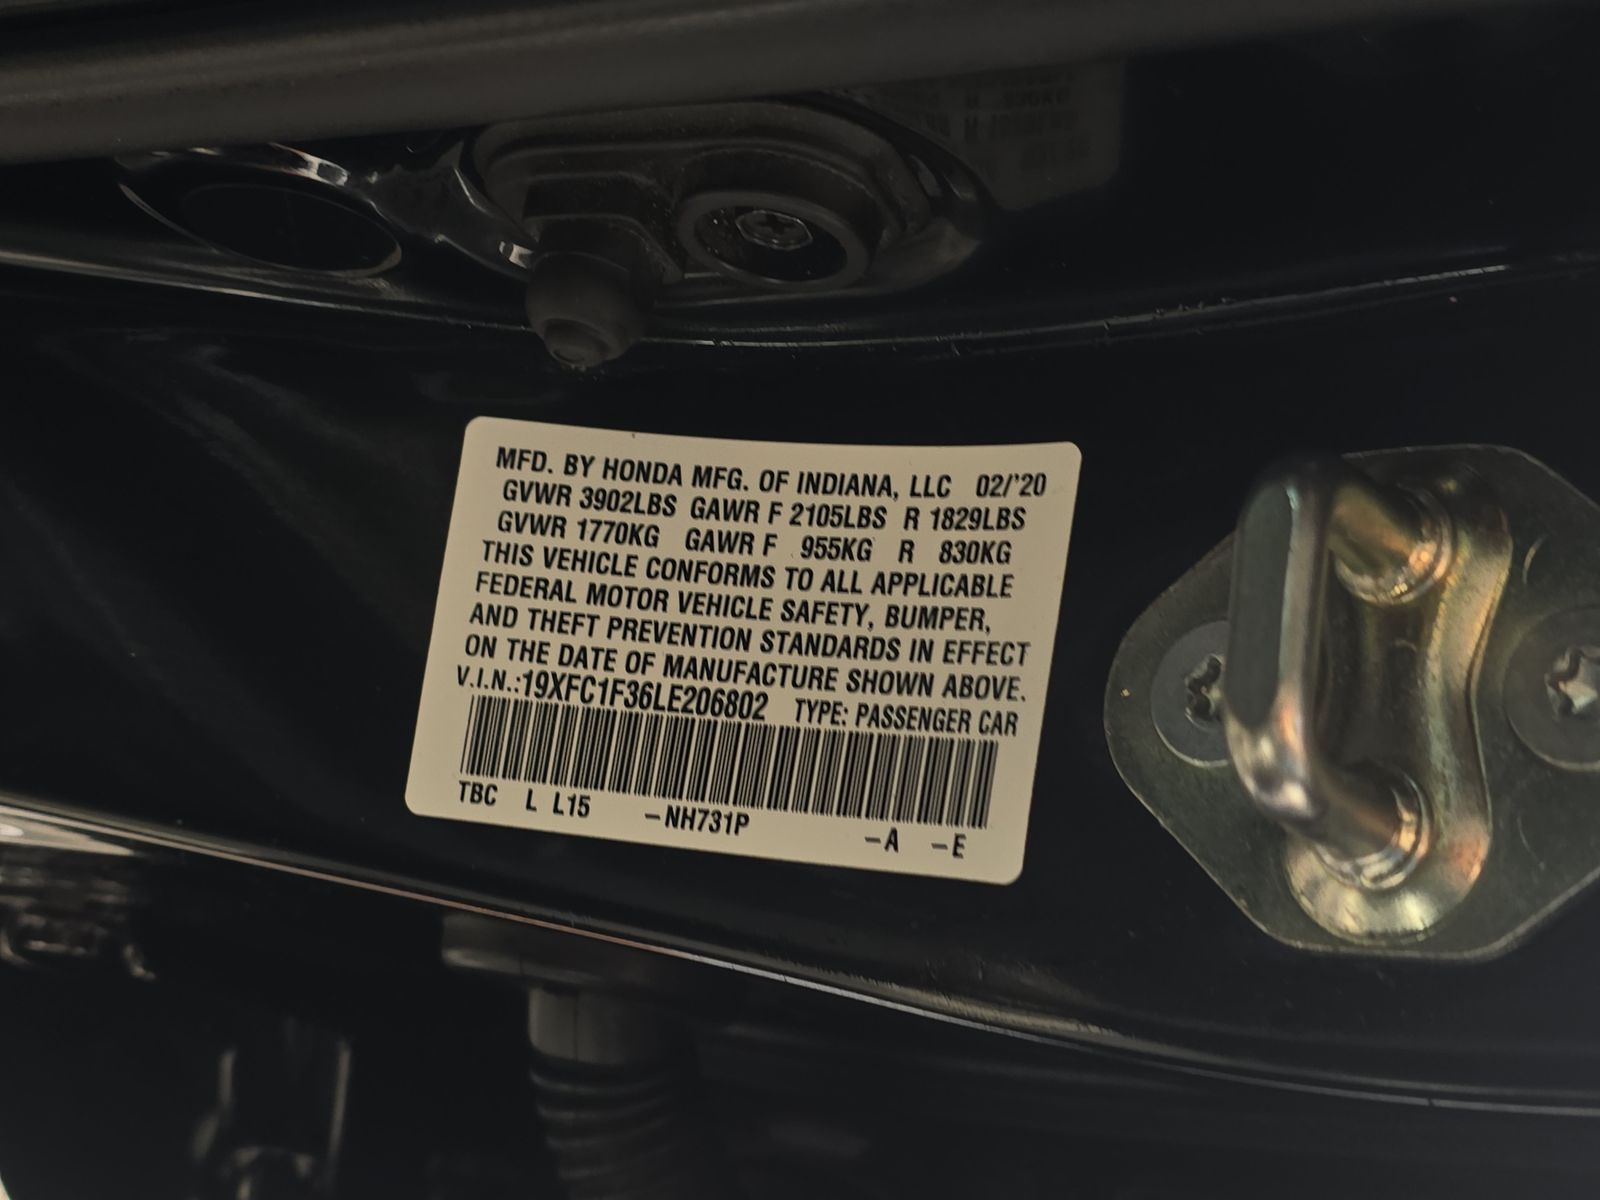 MFD. BY HONDA MFG. OF INDIANA, LLC 02/'20
GVWR 3902LBS GAWR F 2105LBS R 1829LBS
GVWR 1770KG GAWR F 955KG R 830KG
THIS VEHICLE CONFORMS TO ALL APPLICABLE
FEDERAL MOTOR VEHICLE SAFETY, BUMPER,
AND THEFT PREVENTION STANDARDS IN EFFECT
ON THE DATE OF MANUFACTURE SHOWN ABOVE.
V.I.N.:19XFC1F36LE206802 TYPE: PASSENGER CAR
TBC L L15 -NH731P -A -E